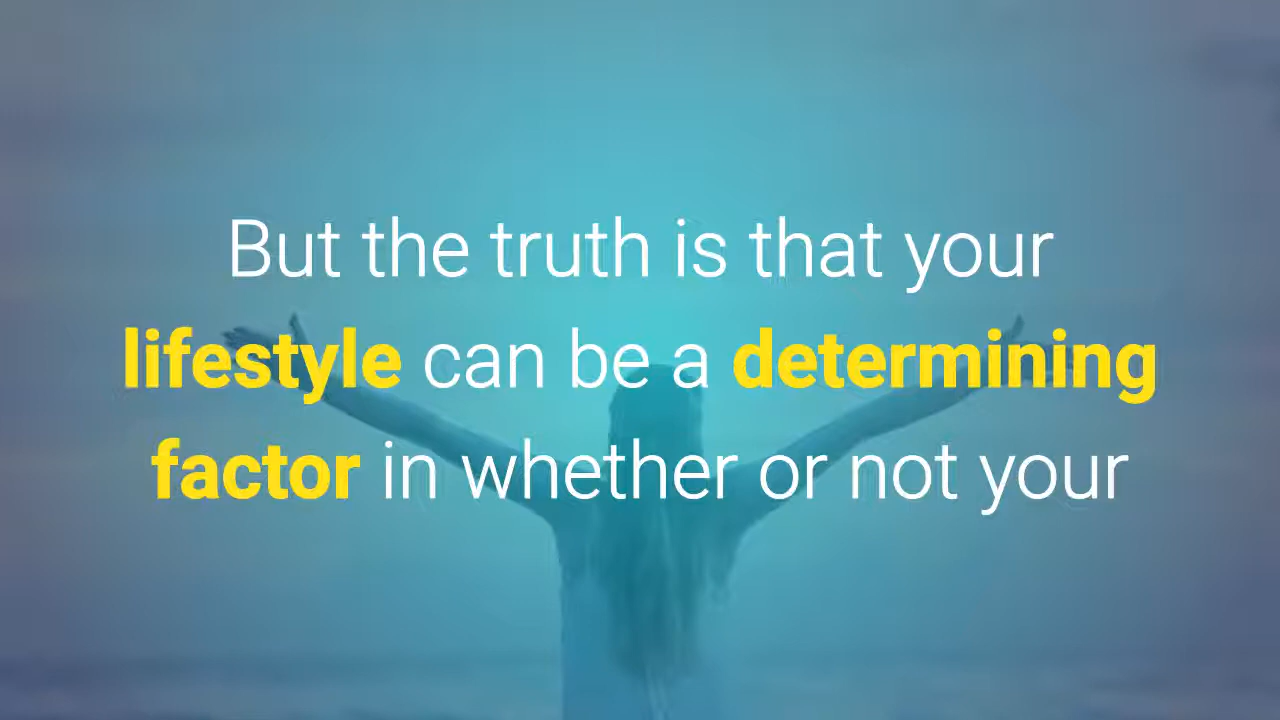 But the truth is that your
lifestyle can be a determining
factor in whether or not your